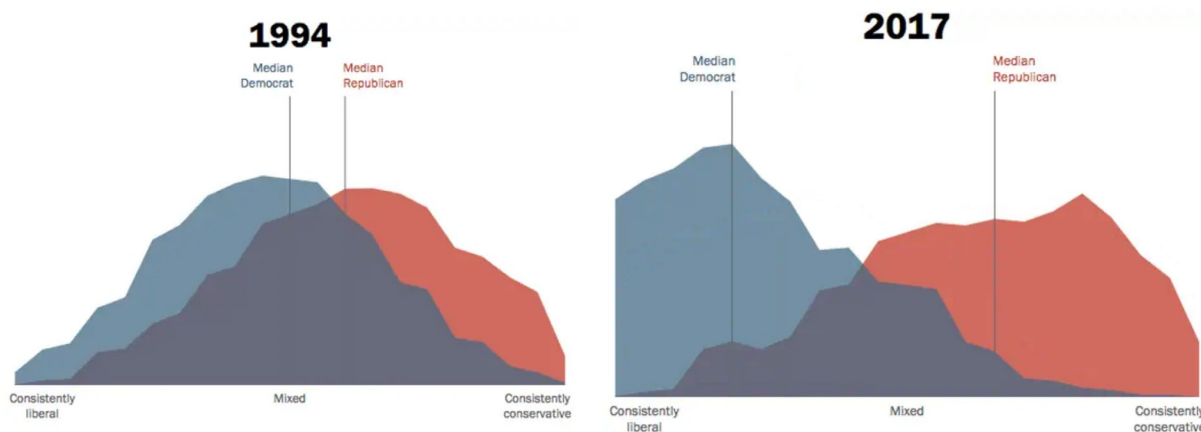 1994
Median
Democrat
Median
Republican
Consistently
liberal
Mixed
Consistently
conservative
2017
Median
Democrat
Median
Republican
Consistently
liberal
Mixed
Consistently
conservative